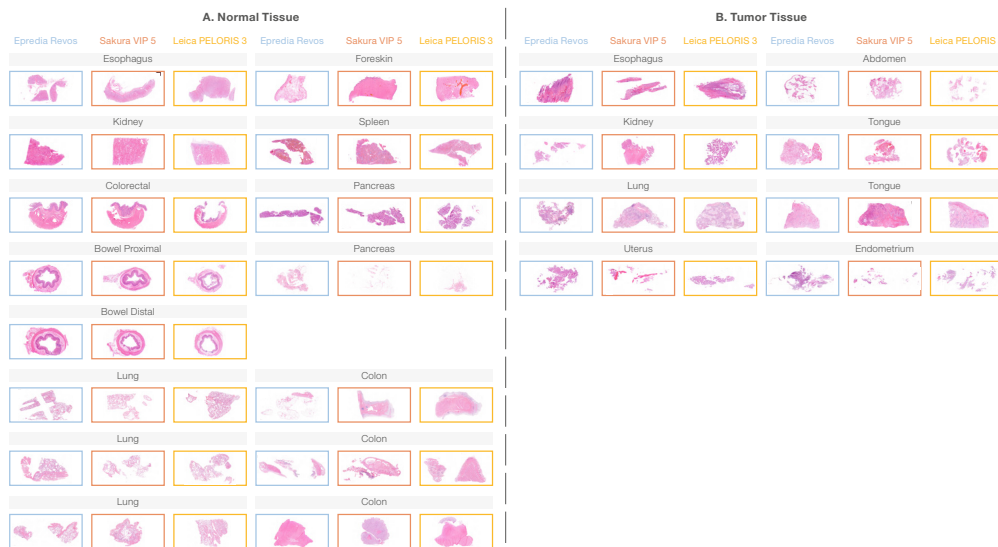 A. Normal Tissue
Epredia Revos Sakura VIP 5 Leica PELORIS 3 Epredia Revos Sakura VIP 5 Leica PELORIS 3
Esophagus Foreskin
Kidney Spleen
Colorectal Pancreas
Bowel Proximal Pancreas
Bowel Distal
Lung Colon
Lung Colon
Lung Colon
B. Tumor Tissue
Epredia Revos Sakura VIP 5 Leica PELORIS 3 Epredia Revos Sakura VIP 5 Leica PELORIS
Esophagus Abdomen
Kidney Tongue
Lung Tongue
Uterus Endometrium